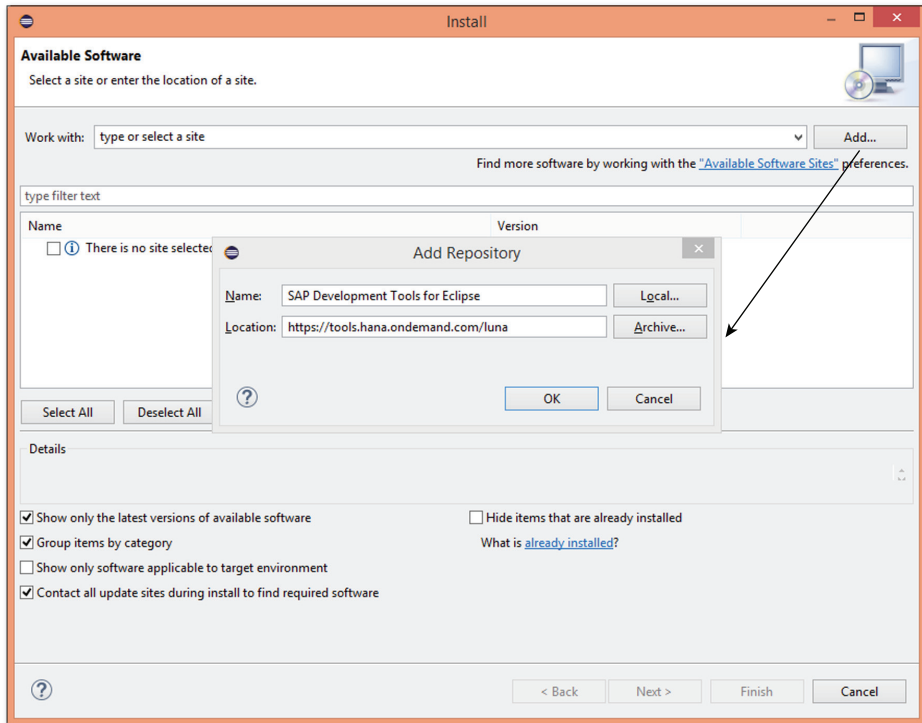 Install
Available Software
Select a site or enter the location of a site.
Work with: type or select a site Add...
Find more software by working with the "Available Software Sites" preferences.
type filter text
Name Version
There is no site selected
Add Repository
Name: SAP Development Tools for Eclipse Local...
Location: https://tools.hana.ondemand.com/luna Archive...
OK Cancel
Select All Deselect All
Details
Show only the latest versions of available software Hide items that are already installed
Group items by category What is already installed?
Show only software applicable to target environment
Contact all update sites during install to find required software
< Back Next > Finish Cancel